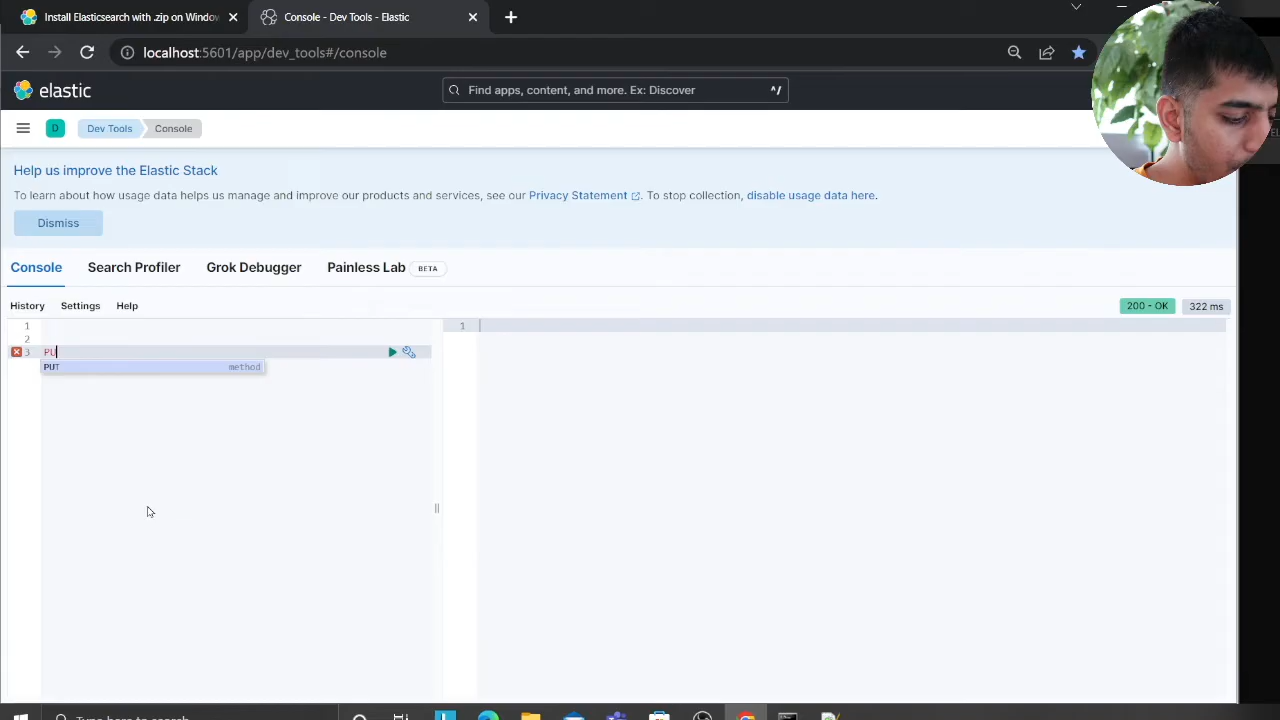 Install Elasticsearch with .zip on Window
Console - Dev Tools - Elastic
localhost:5601/app/dev_tools#/console
elastic
Find apps, content, and more. Ex: Discover
^/
D
Dev Tools
Console
Help us improve the Elastic Stack
To learn about how usage data helps us manage and improve our products and services, see our Privacy Statement. To stop collection, disable usage data here.
Dismiss
Console
Search Profiler
Grok Debugger
Painless Lab
BETA
History
Settings
Help
200 - OK
322 ms
1
1
2
3
PU
PUT
method
Type here to search